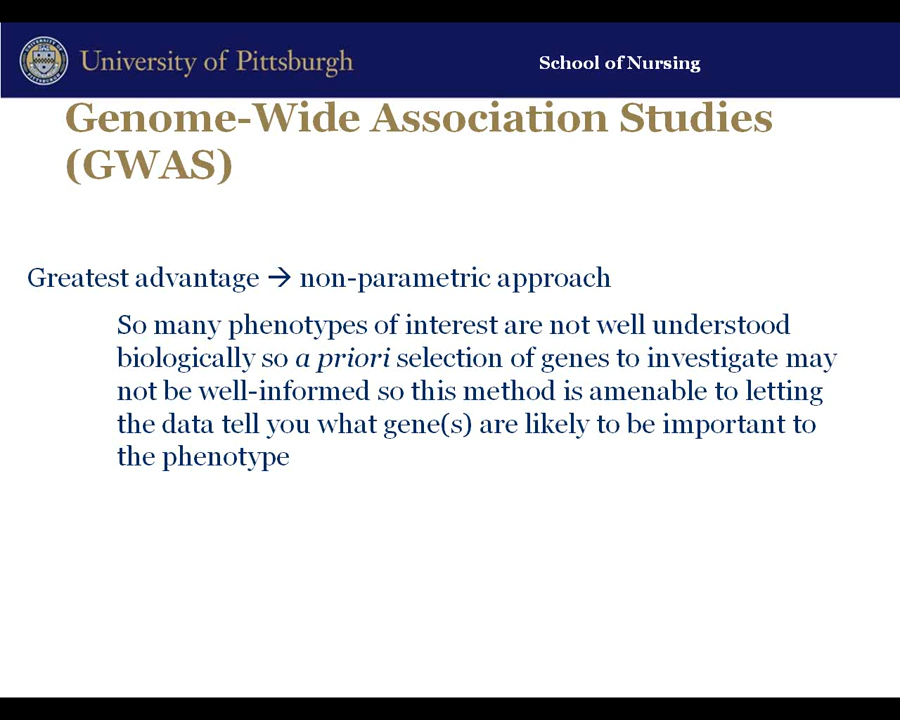 University of Pittsburgh
School of Nursing
Genome-Wide Association Studies
(GWAS)
Greatest advantage → non-parametric approach
So many phenotypes of interest are not well understood
biologically so a priori selection of genes to investigate may
not be well-informed so this method is amenable to letting
the data tell you what gene(s) are likely to be important to
the phenotype